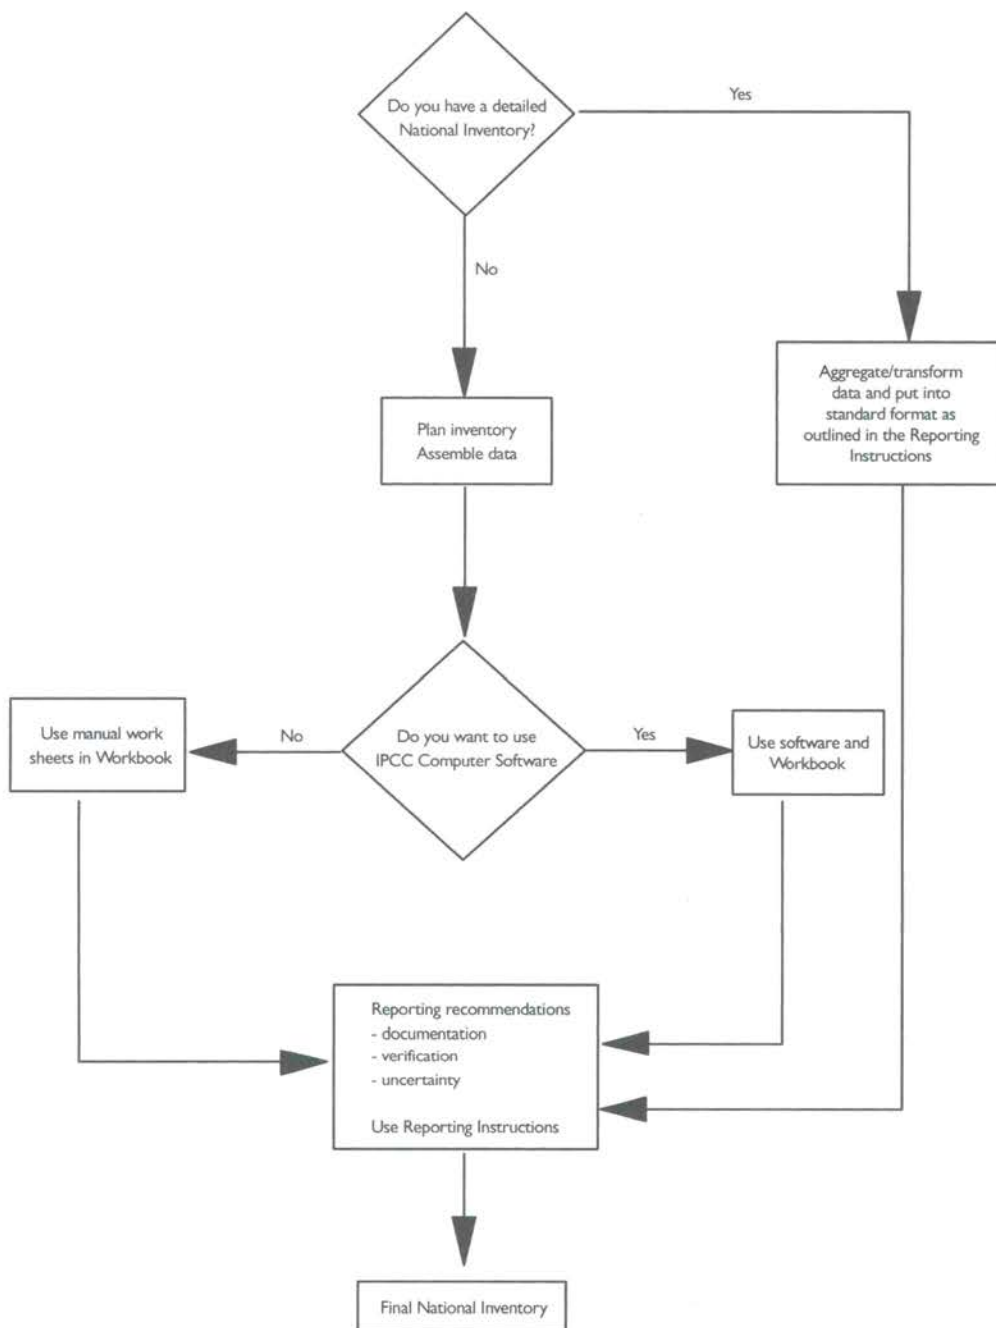 Do you have a detailed
National Inventory?
Yes
No
Aggregate/transform
data and put into
standard format as
outlined in the Reporting
Instructions
Plan inventory
Assemble data
Use manual work
sheets in Workbook
No
Do you want to use
IPCC Computer Software
Yes
Use software and
Workbook
Reporting recommendations
- documentation
- verification
- uncertainty
Use Reporting Instructions
Final National Inventory